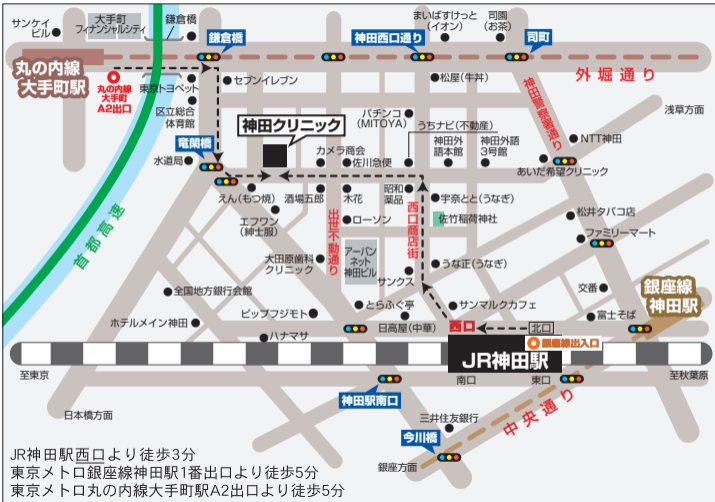 サンケイ
ビル
大手町
フィナンシャルシティ
鎌倉橋
鎌倉橋
神田西口通り
まいばすけっと
(イオン)
司園
(お茶)
司町
丸の内線
大手町駅
丸の内線
大手町
A2出口
東京トヨペット
セブンイレブン
松屋(牛丼)
外堀通り
区立総合
体育館
神田クリニック
パチンコ
(MITOYA)
うちナビ(不動産)
神田警察署通り
浅草方面
竜閑橋
水道局
カメラ商会
佐川急便
神田外
語本館
神田外語
3号館
NTT神田
あいだ希望クリニック
首都高速
えん(もつ焼)
酒場五郎
木花
昭和
薬品
宇奈とと(うなぎ)
エフワン
(紳士服)
出世不動通り
ローソン
西口商店街
佐竹稲荷神社
松井タバコ店
ファミリーマート
大田原歯科
クリニック
アーバン
ネット
神田ビル
サンクス
うな正(うなぎ)
全国地方銀行会館
とらふぐ亭
サンマルクカフェ
交番
銀座線
神田駅
ホテルメイン神田
ピップフジモト
日高屋(中華)
西口
北口
富士そば
ハナマサ
銀座線出入口
JR神田駅
至東京
南口
東口
至秋葉原
日本橋方面
神田駅南口
三井住友銀行
中央通り
今川橋
銀座方面
JR神田駅西口より徒歩3分
東京メトロ銀座線神田駅1番出口より徒歩5分
東京メトロ丸の内線大手町駅A2出口より徒歩5分